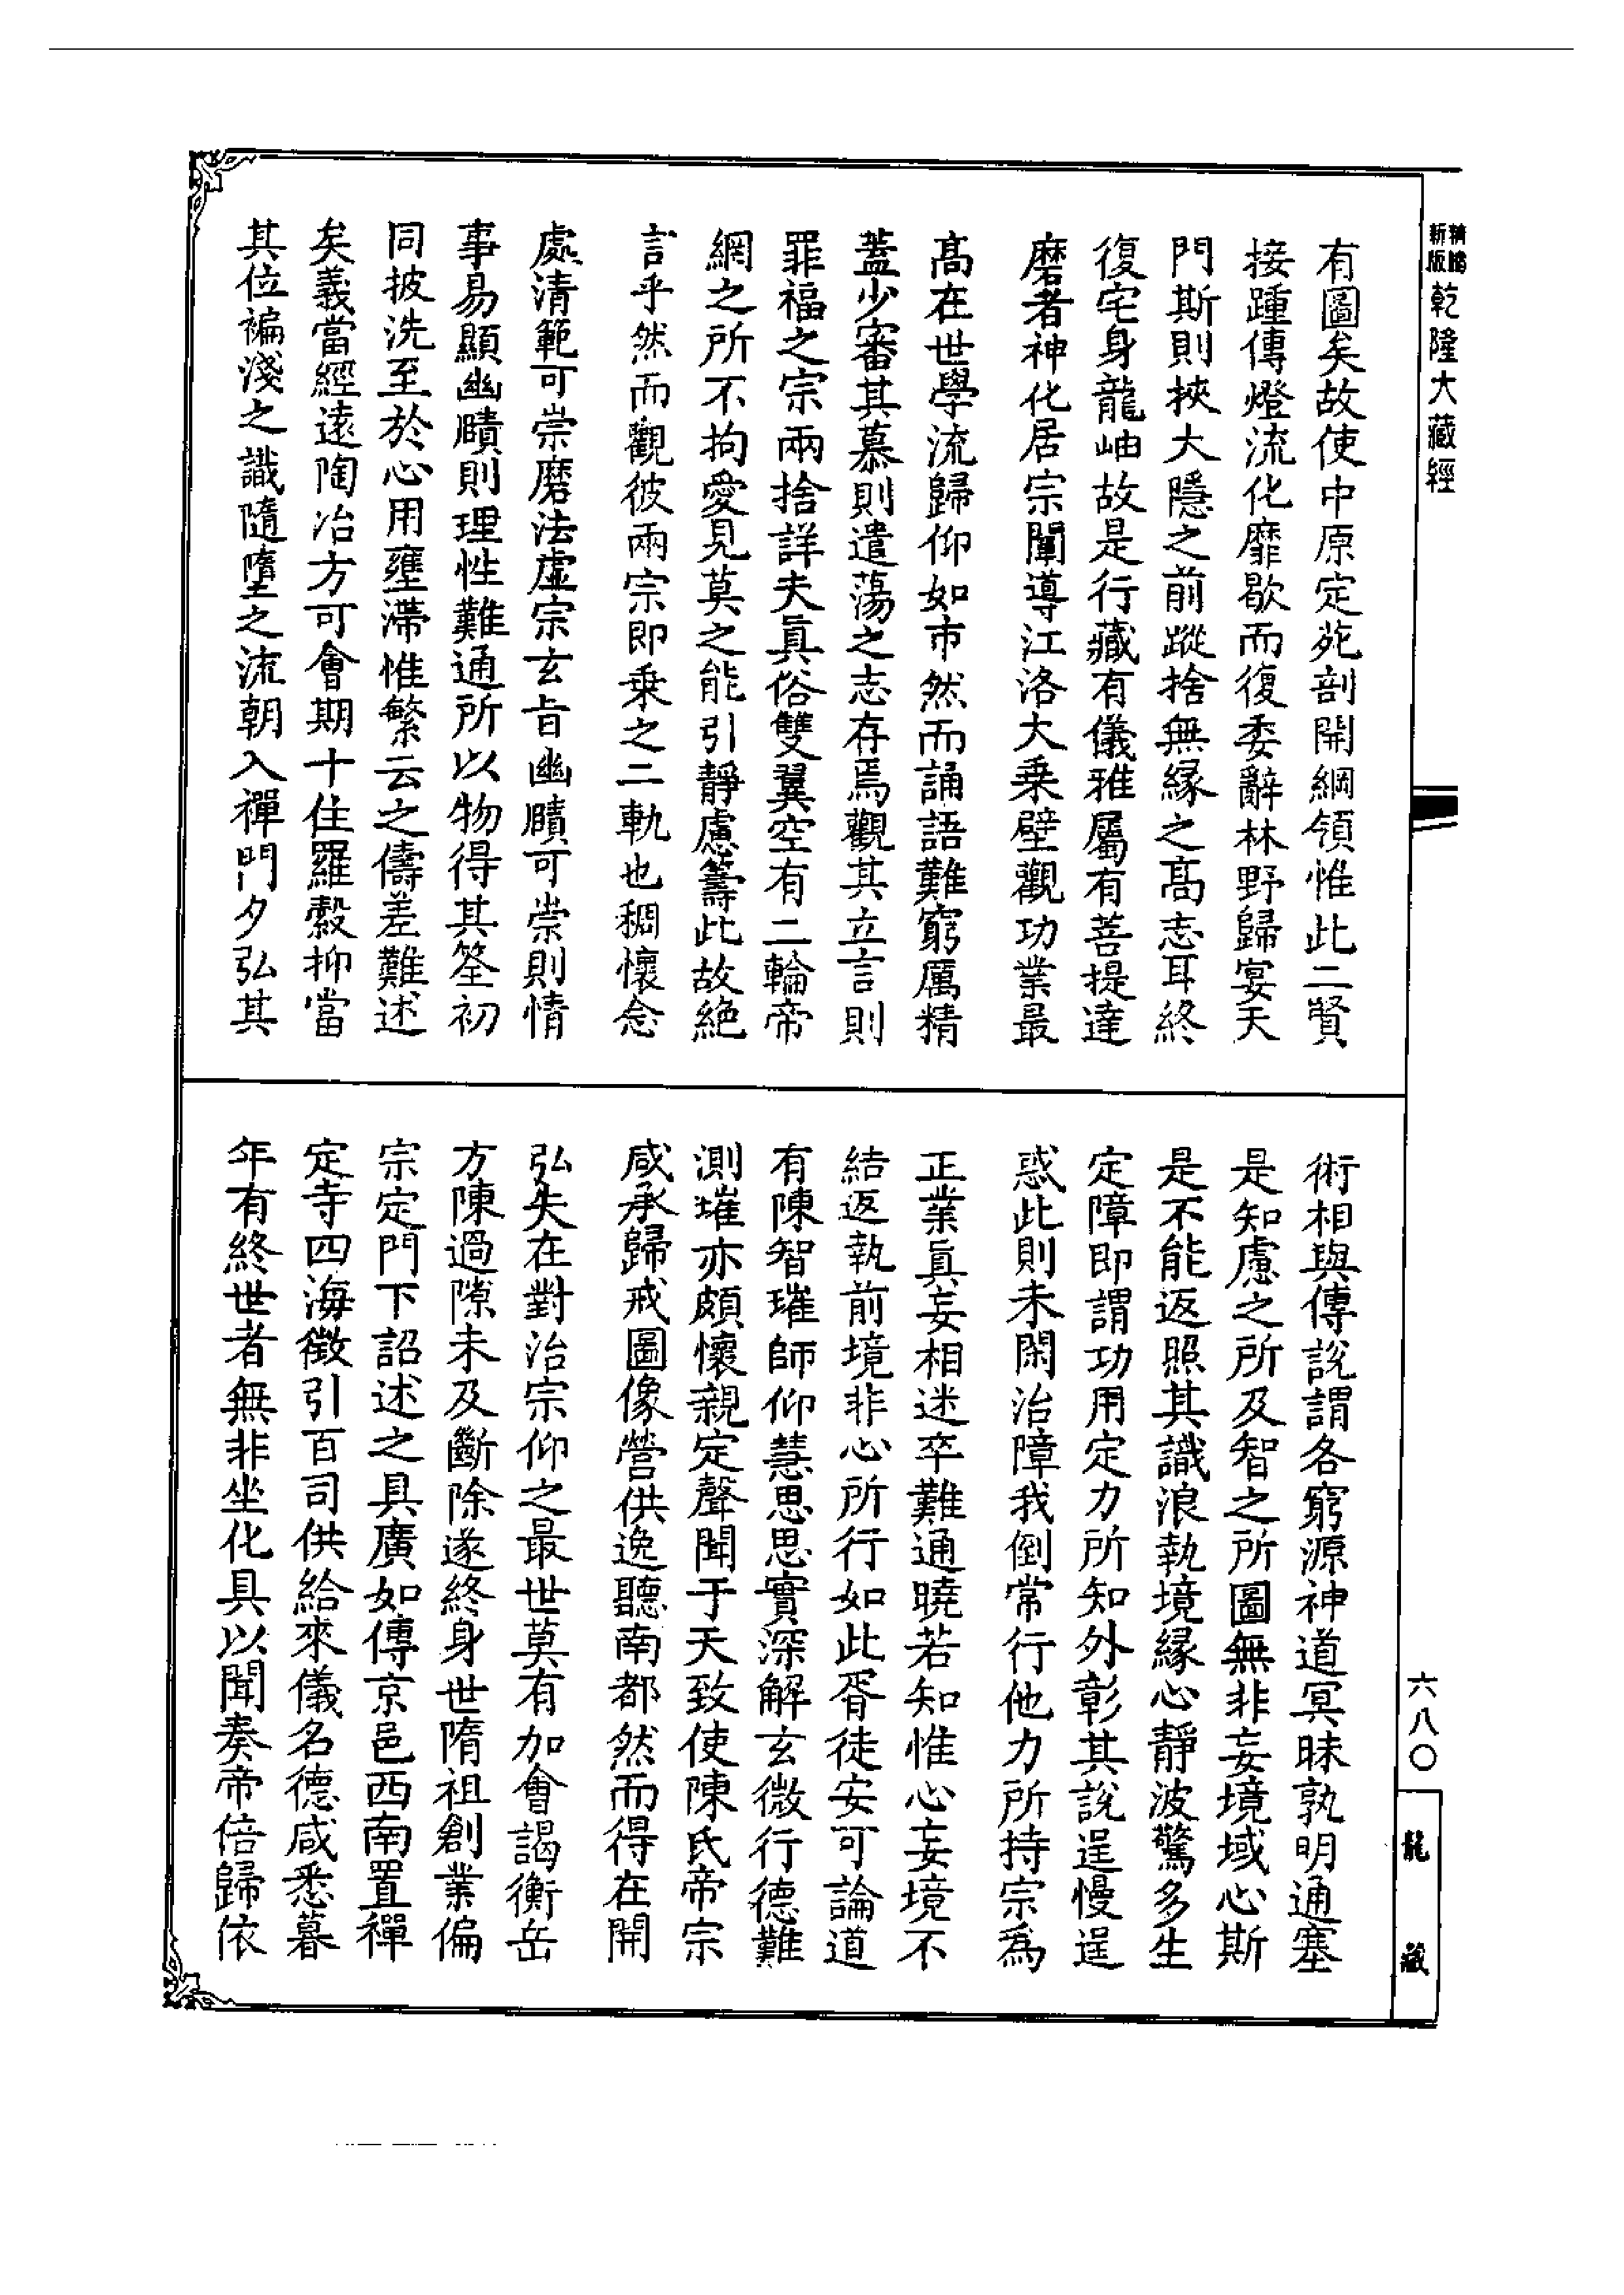 乾隆大藏經
有圖矣故使中原定苑剖開綱領惟此二賢
接踵傳燈流化靡歇而復委辭林野歸宴天
門斯則挾大隱之前蹤捨無緣之高志耳終
復宅身龍岫故是行藏有儀雅屬有菩提達
磨者神化居宗闡導江洛大乘壁觀功業最
高在世學流歸仰如市然而誦語難窮厲精
蓋少審其慕則遣蕩之志存焉觀其立言則
罪福之宗兩捨詳夫眞俗雙翼空有二輪帝
網之所不拘愛見莫之能引靜慮籌此故絕
言乎然而觀彼兩宗即乘之二軌也稠懷念
處清範可崇磨法虛宗玄旨幽賾可崇則情
事易顯幽賾則理性難通所以物得其筌初
同披洗至於心用壅滯惟繁云之儔差難述
矣義當經遠陶冶方可會期十住羅縠抑當
其位褊淺之識隨墮之流朝入禪門夕弘其
術相與傳說謂各窮源神道冥昧孰明通塞
是知慮之所及智之所圖無非妄境域心斯
是不能返照其識浪執境緣心靜波驚多生
定障即謂功用定力所知外彰其說逞慢逞
惑此則未閑治障我倒常行他力所持宗爲
正業眞妄相迷卒難通曉若知惟心妄境不
結返執前境非心所行如此胥徒安可論道
有陳智璀師仰慧思思實深解玄微行德難
測璀亦頗懷親定聲聞于天致使陳氏帝宗
咸承歸戒圖像營供逸聽南都然而得在開
弘失在對治宗仰之最世莫有加會謁衡岳
方陳過隙未及斷除遂終身世隋祖創業偏
宗定門下詔述之具廣如傳京邑西南置禪
定寺四海徵引百司供給來儀名德咸悉暮
年有終世者無非坐化具以聞奏帝倍歸依
六八〇
龍藏